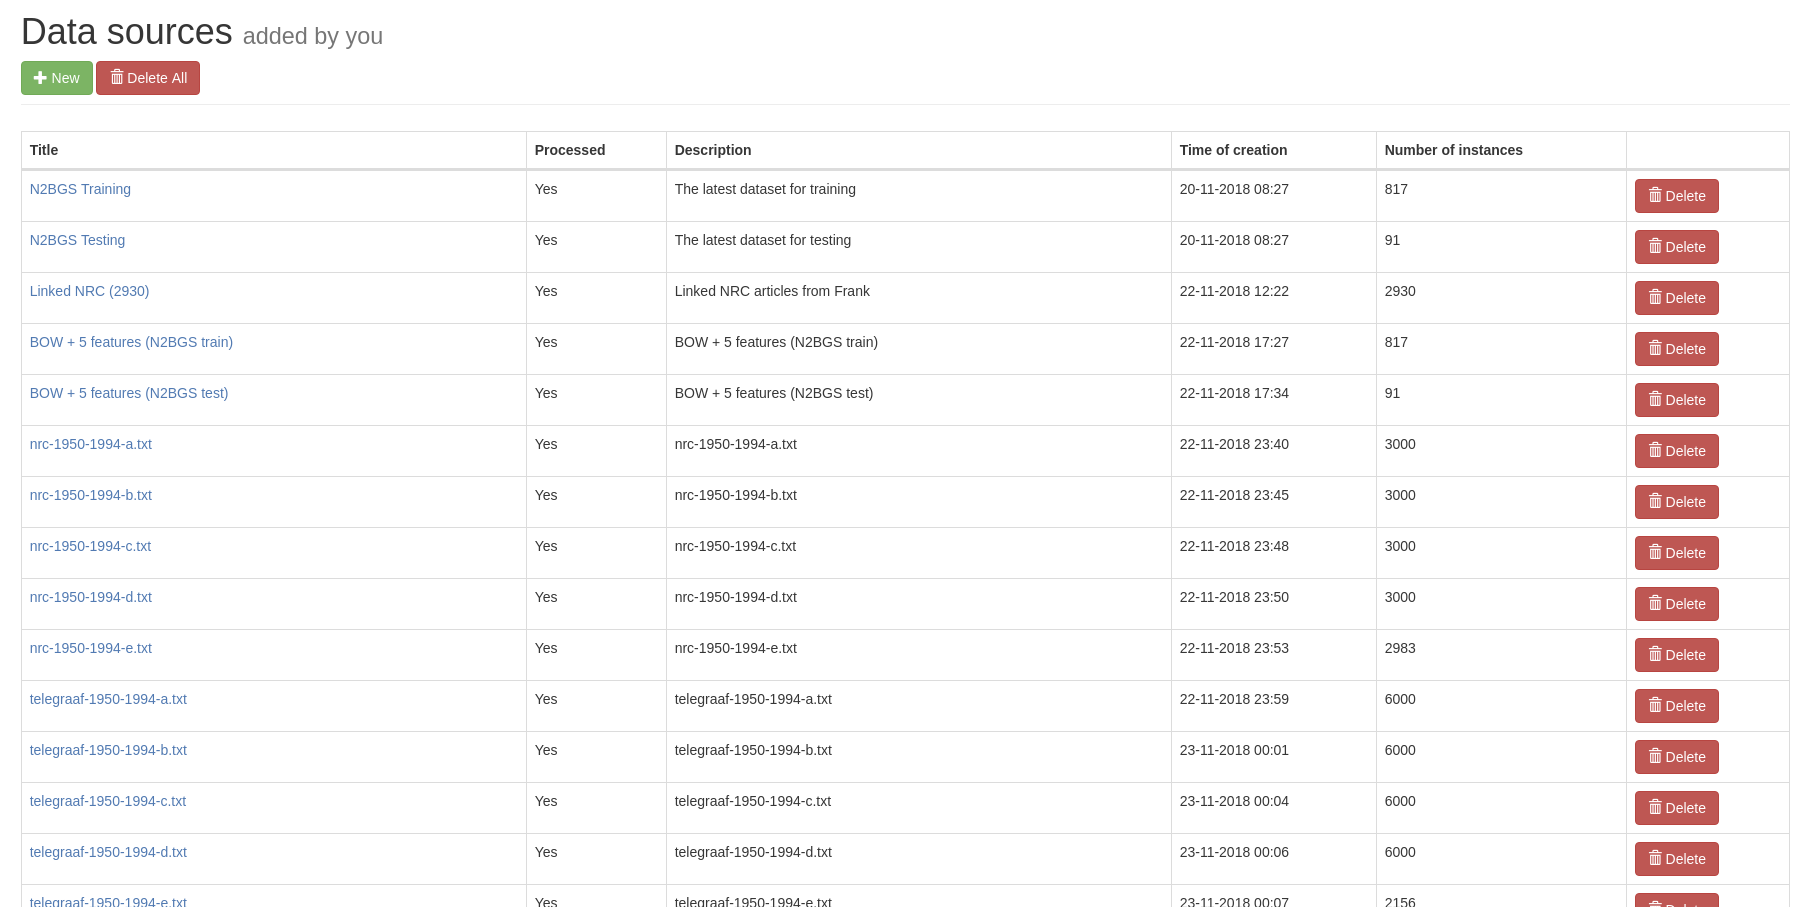 Data sources added by you
New Delete All
Title Processed Description Time of creation Number of instances
N2BGS Training Yes The latest dataset for training 20-11-2018 08:27 817 Delete
N2BGS Testing Yes The latest dataset for testing 20-11-2018 08:27 91 Delete
Linked NRC (2930) Yes Linked NRC articles from Frank 22-11-2018 12:22 2930 Delete
BOW + 5 features (N2BGS train) Yes BOW + 5 features (N2BGS train) 22-11-2018 17:27 817 Delete
BOW + 5 features (N2BGS test) Yes BOW + 5 features (N2BGS test) 22-11-2018 17:34 91 Delete
nrc-1950-1994-a.txt Yes nrc-1950-1994-a.txt 22-11-2018 23:40 3000 Delete
nrc-1950-1994-b.txt Yes nrc-1950-1994-b.txt 22-11-2018 23:45 3000 Delete
nrc-1950-1994-c.txt Yes nrc-1950-1994-c.txt 22-11-2018 23:48 3000 Delete
nrc-1950-1994-d.txt Yes nrc-1950-1994-d.txt 22-11-2018 23:50 3000 Delete
nrc-1950-1994-e.txt Yes nrc-1950-1994-e.txt 22-11-2018 23:53 2983 Delete
telegraaf-1950-1994-a.txt Yes telegraaf-1950-1994-a.txt 22-11-2018 23:59 6000 Delete
telegraaf-1950-1994-b.txt Yes telegraaf-1950-1994-b.txt 23-11-2018 00:01 6000 Delete
telegraaf-1950-1994-c.txt Yes telegraaf-1950-1994-c.txt 23-11-2018 00:04 6000 Delete
telegraaf-1950-1994-d.txt Yes telegraaf-1950-1994-d.txt 23-11-2018 00:06 6000 Delete
telegraaf-1950-1994-e.txt Yes telegraaf-1950-1994-e.txt 23-11-2018 00:07 2156 Delete